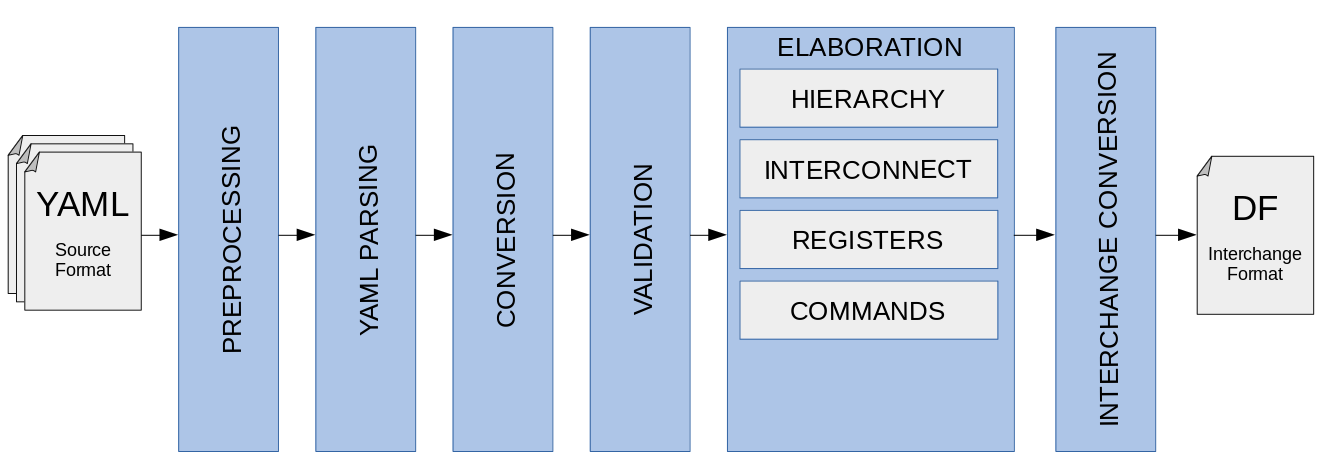 YAML
Source
Format
PREPROCESSING
YAML PARSING
CONVERSION
VALIDATION
ELABORATION
HIERARCHY
INTERCONNECT
REGISTERS
COMMANDS
INTERCHANGE CONVERSION
DF
Interchange
Format